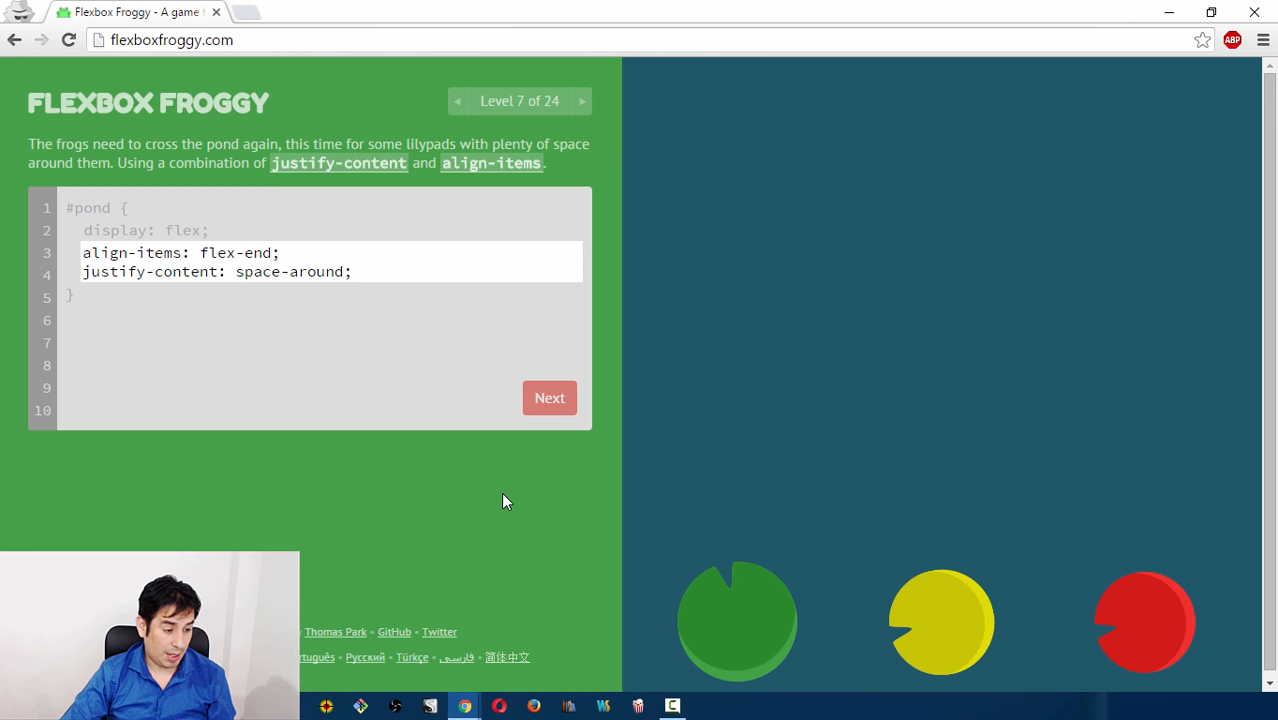 Flexbox Froggy - A game
flexboxfroggy.com
ABP
FLEXBOX FROGGY
Level 7 of 24
The frogs need to cross the pond again, this time for some lilypads with plenty of space
around them. Using a combination of justify-content and align-items.
1 #pond {
2 display: flex;
3 align-items: flex-end;
4 justify-content: space-around;
5 }
6
7
8
9
10
Next
Thomas Park • GitHub • Twitter
tuguês • Русский • Türkçe • فارسی • 简体中文